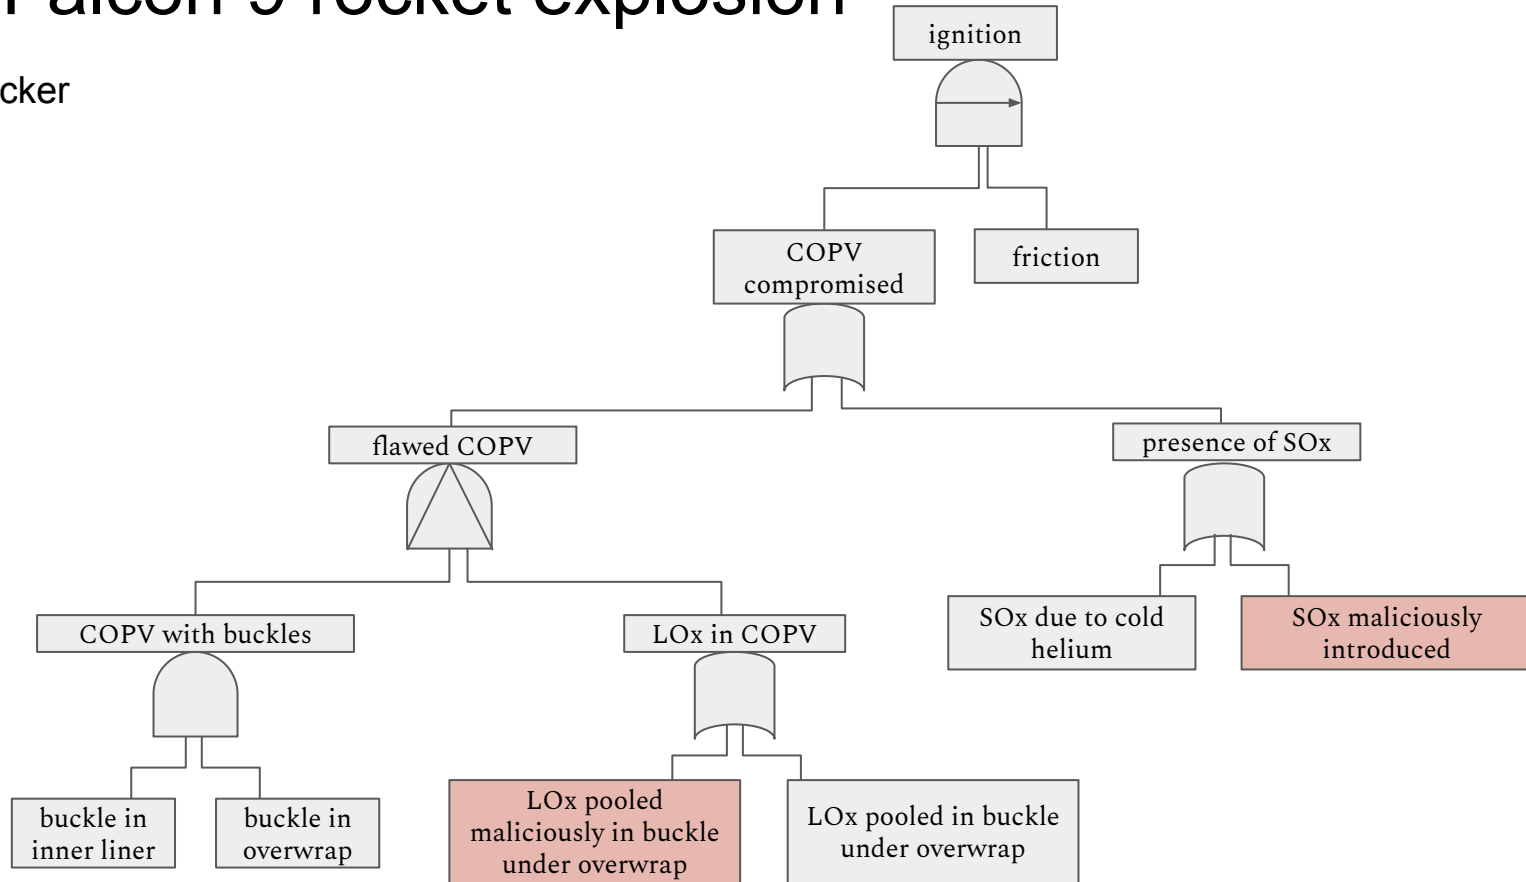 Falcon 9 rocket explosion
cker
ignition
COPV
compromised
friction
flawed COPV
presence of SOx
COPV with buckles
LOx in COPV
SOx due to cold
helium
SOx maliciously
introduced
buckle in
inner liner
buckle in
overwrap
LOx pooled
maliciously in buckle
under overwrap
LOx pooled in buckle
under overwrap